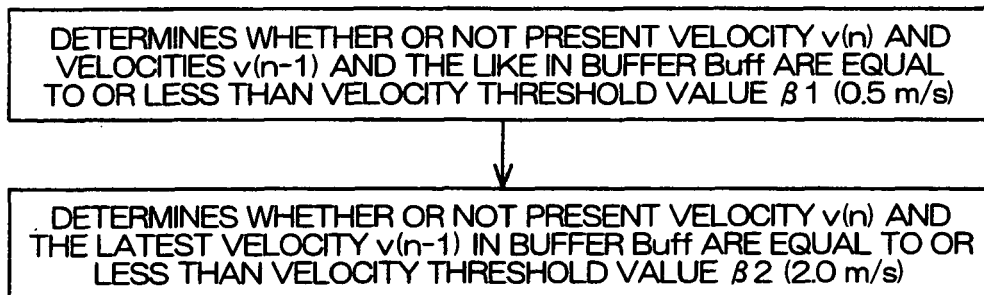 DETERMINES WHETHER OR NOT PRESENT VELOCITY v(n) AND
VELOCITIES v(n-1) AND THE LIKE IN BUFFER Buff ARE EQUAL
TO OR LESS THAN VELOCITY THRESHOLD VALUE β1 (0.5 m/s)
DETERMINES WHETHER OR NOT PRESENT VELOCITY v(n) AND
THE LATEST VELOCITY v(n-1) IN BUFFER Buff ARE EQUAL TO OR
LESS THAN VELOCITY THRESHOLD VALUE β2 (2.0 m/s)